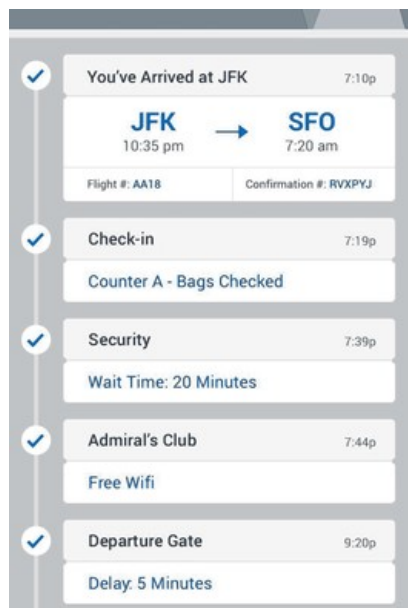 You've Arrived at JFK 7:10p
JFK → SFO
10:35 pm 7:20 am
Flight #: AA18 Confirmation #: RVXPYJ
Check-in 7:19p
Counter A - Bags Checked
Security 7:39p
Wait Time: 20 Minutes
Admiral's Club 7:44p
Free Wifi
Departure Gate 9:20p
Delay: 5 Minutes